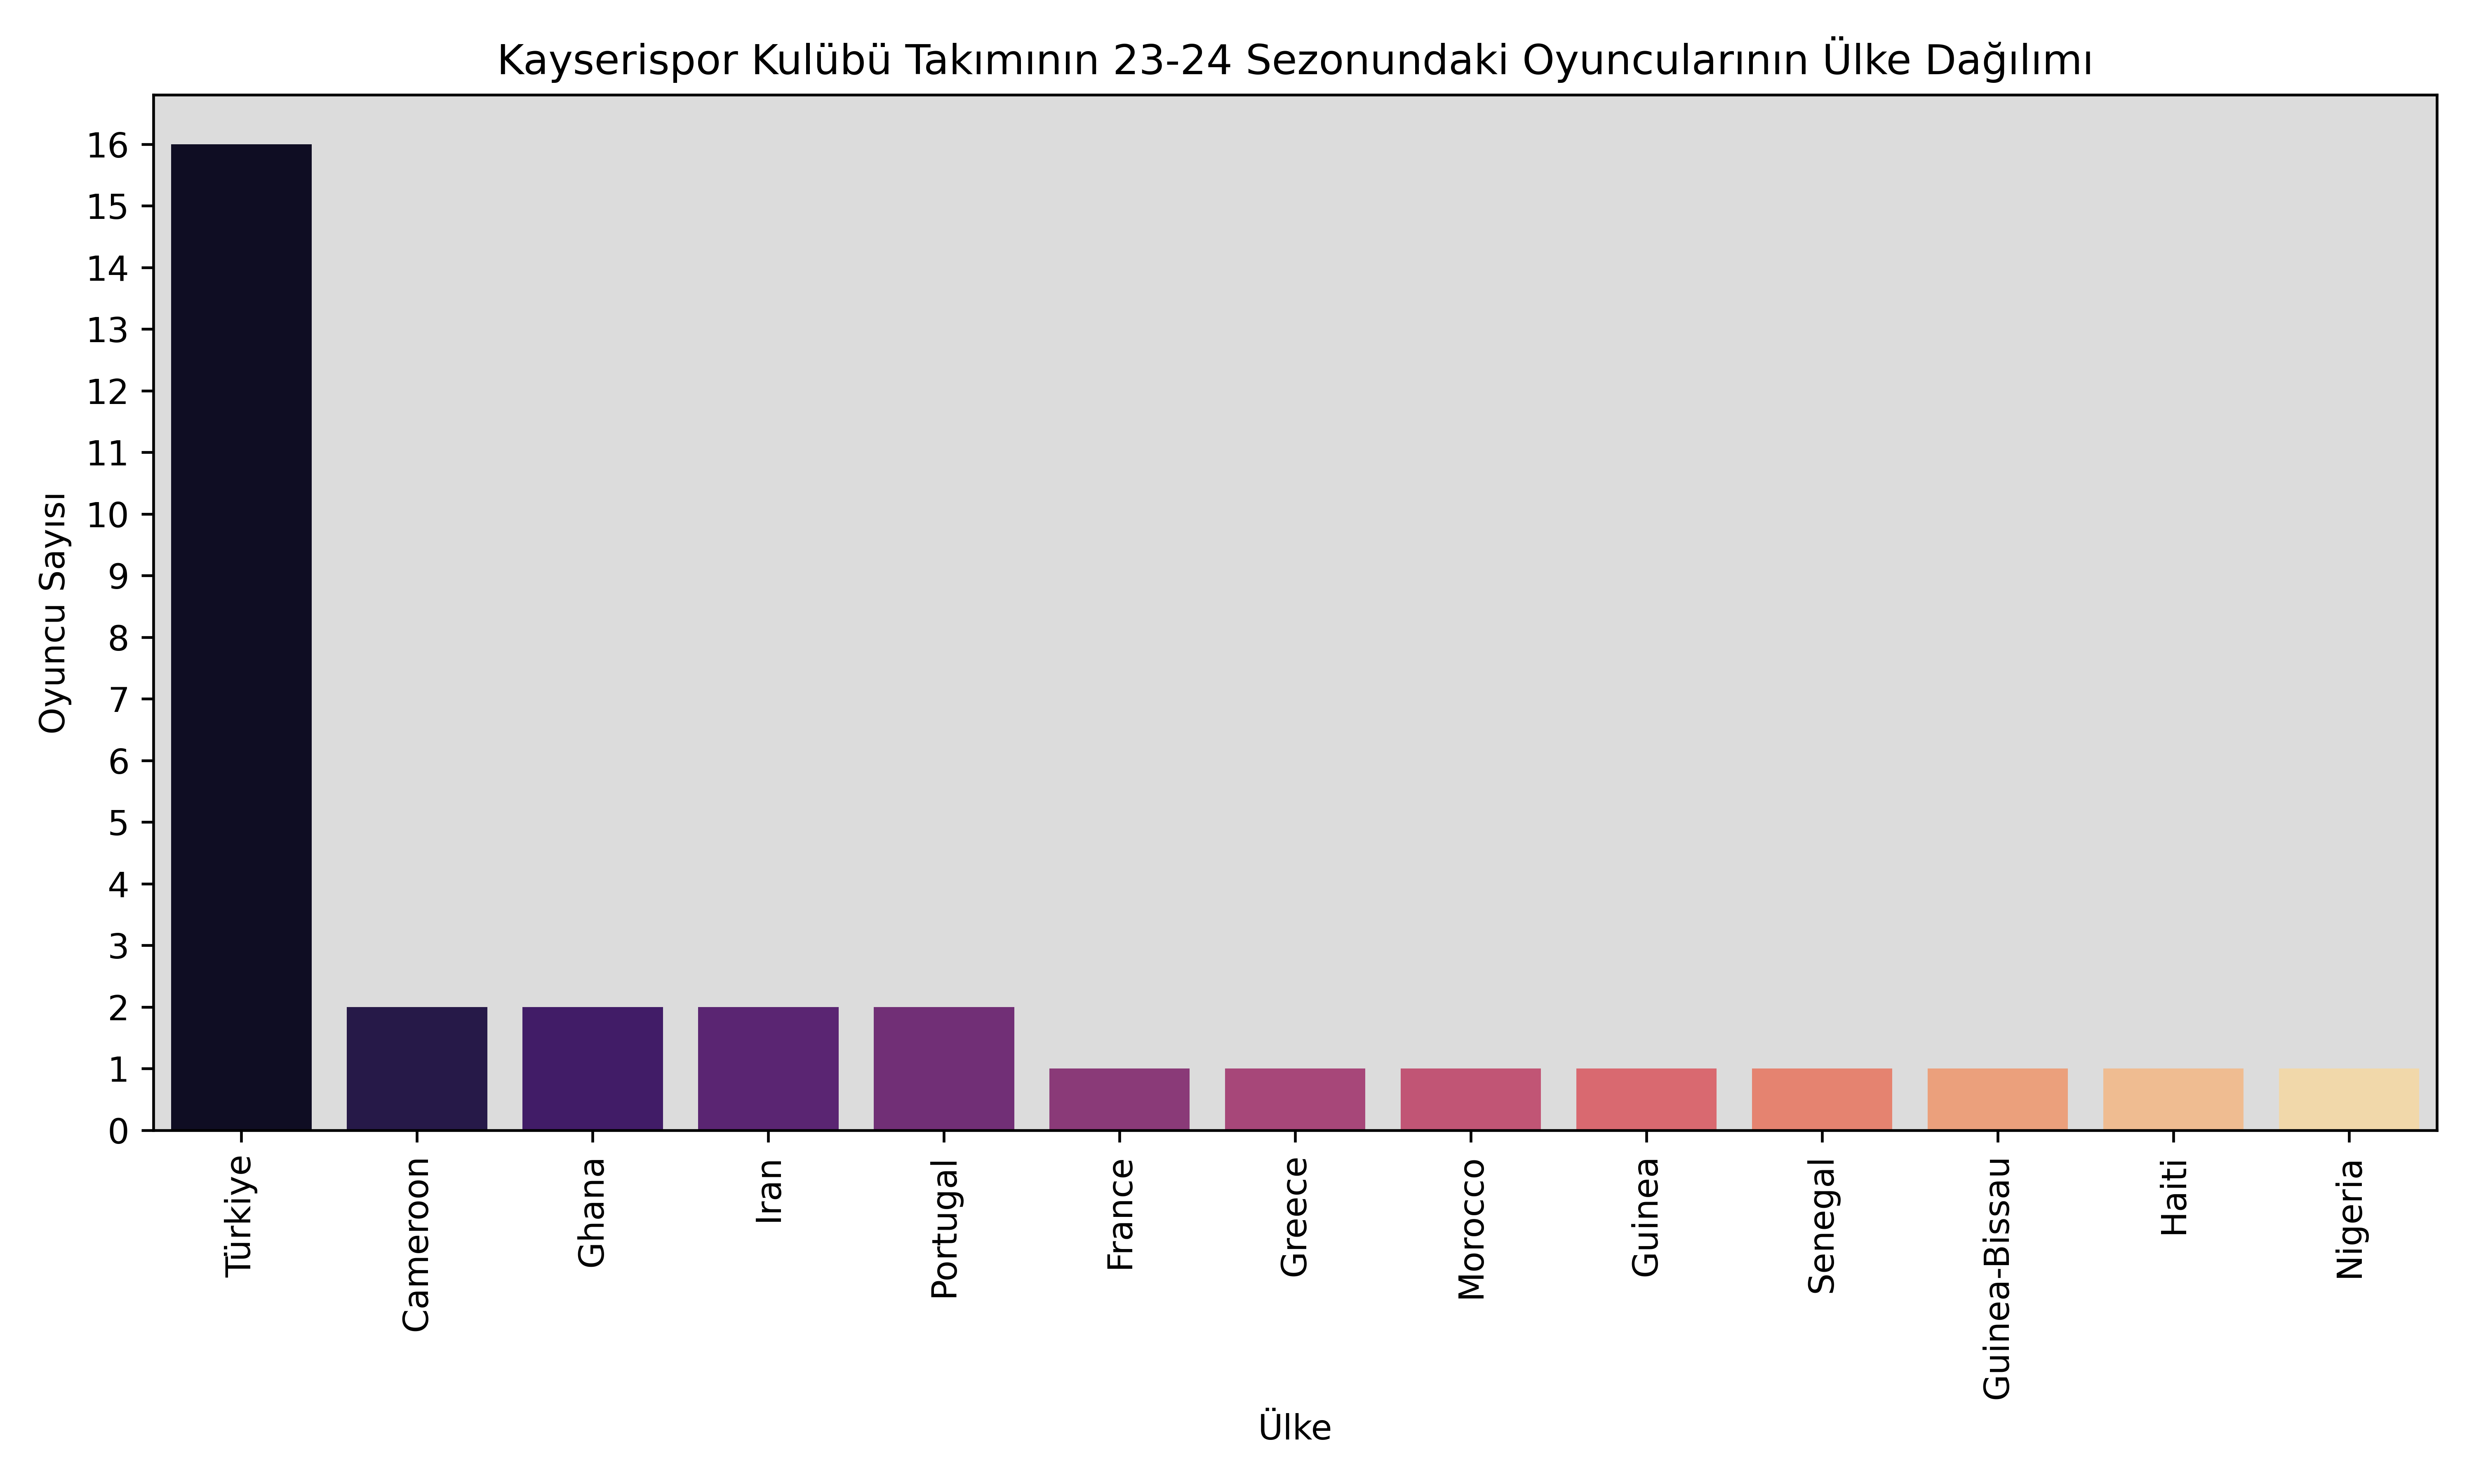 Kayserispor Kulübü Takımının 23-24 Sezonundaki Oyuncularının Ülke Dağılımı
Oyuncu Sayısı
16
15
14
13
12
11
10
9
8
7
6
5
4
3
2
1
0
Türkiye
Cameroon
Ghana
Iran
Portugal
France
Greece
Morocco
Guinea
Senegal
Guinea-Bissau
Haiti
Nigeria
Ülke